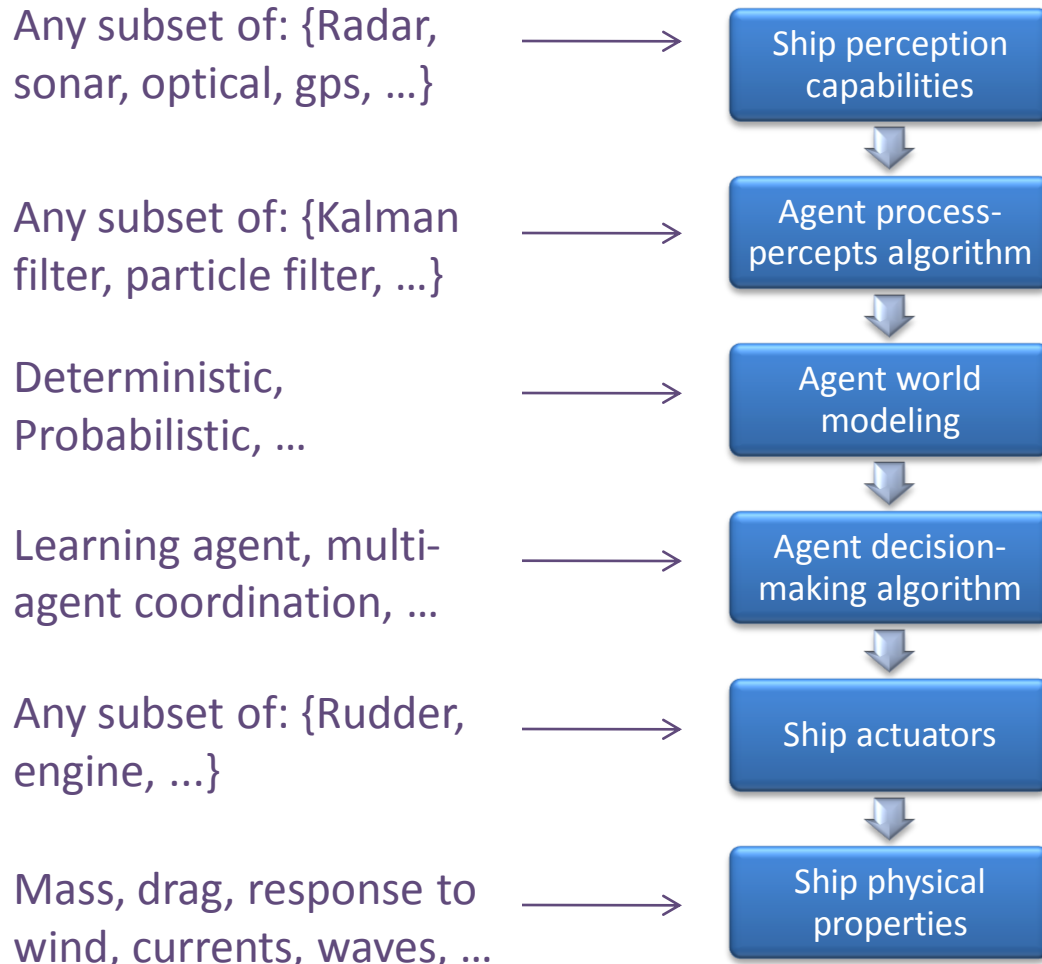 Any subset of: {Radar,
sonar, optical, gps, …}
Ship perception
capabilities
Any subset of: {Kalman
filter, particle filter, …}
Agent process-
percepts algorithm
Deterministic,
Probabilistic, …
Agent world
modeling
Learning agent, multi-
agent coordination, …
Agent decision-
making algorithm
Any subset of: {Rudder,
engine, ...}
Ship actuators
Mass, drag, response to
wind, currents, waves, …
Ship physical
properties